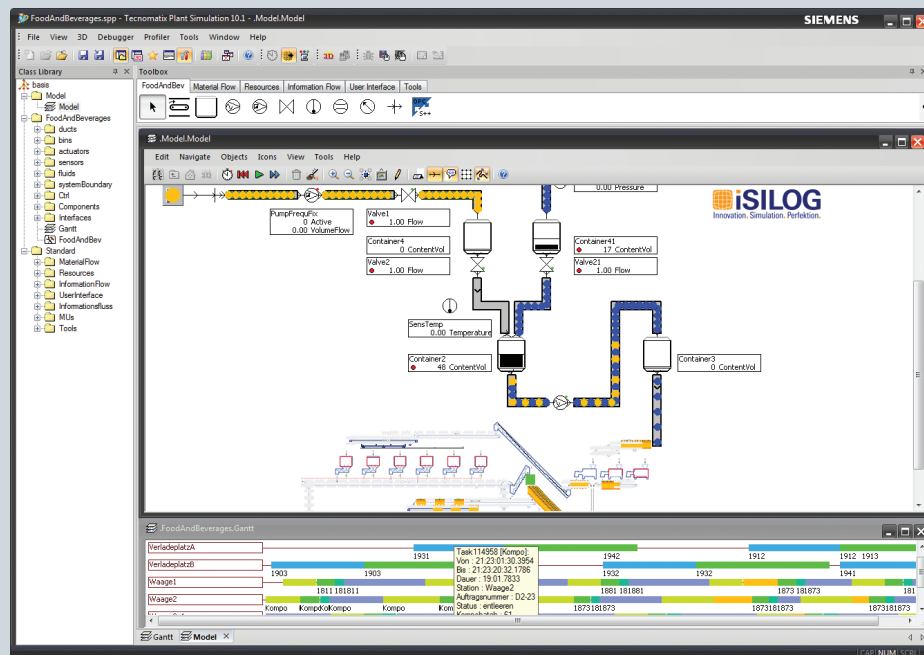 FoodAndBeverages.spp - Tecnomatix Plant Simulation 10.1 - .Model.Model
SIEMENS
File View 3D Debugger Profiler Tools Window Help
Class Library
Toolbox
basis
Model
Model
FoodAndBeverages
ducts
bins
actuators
sensors
fluids
systemBoundary
Ctrl
Components
Interfaces
Gantt
FoodAndBev
Standard
MaterialFlow
Resources
InformationFlow
UserInterface
Informationsfluss
MUs
Tools
FoodAndBev Material Flow Resources Information Flow User Interface Tools
OPC
S++
.Model.Model
Edit Navigate Objects Icons View Tools Help
0.00 Pressure
iSILOG
Innovation. Simulation. Perfektion.
PumpFrequFix
0 Active
0.00 VolumeFlow
Valve1
1.00 Flow
Container4
0 ContentVol
Valve2
1.00 Flow
Container41
17 ContentVol
Valve21
1.00 Flow
SensTemp
0.00 Temperature
Container2
48 ContentVol
Container3
0 ContentVol
.FoodAndBeverages.Gantt
VerladeplatzA
1931 1942 1912 1912 1913
VerladeplatzB
1903 1903 1932 1932 1941
Waage1
1811 181811 1881 181881 1873 181873 181
Waage2
Kompo Kompo Kompo Kom 1873181873 1873181873 1873181873
Task114958 [Kompo]:
Von : 21:23:01:30.3954
Bis : 21:23:20:32.1786
Dauer : 19:01.7833
Station : Waage2
Auftragsnummer : D2-23
Status : entleeren
Gantt Model
CAP NUM SCRL